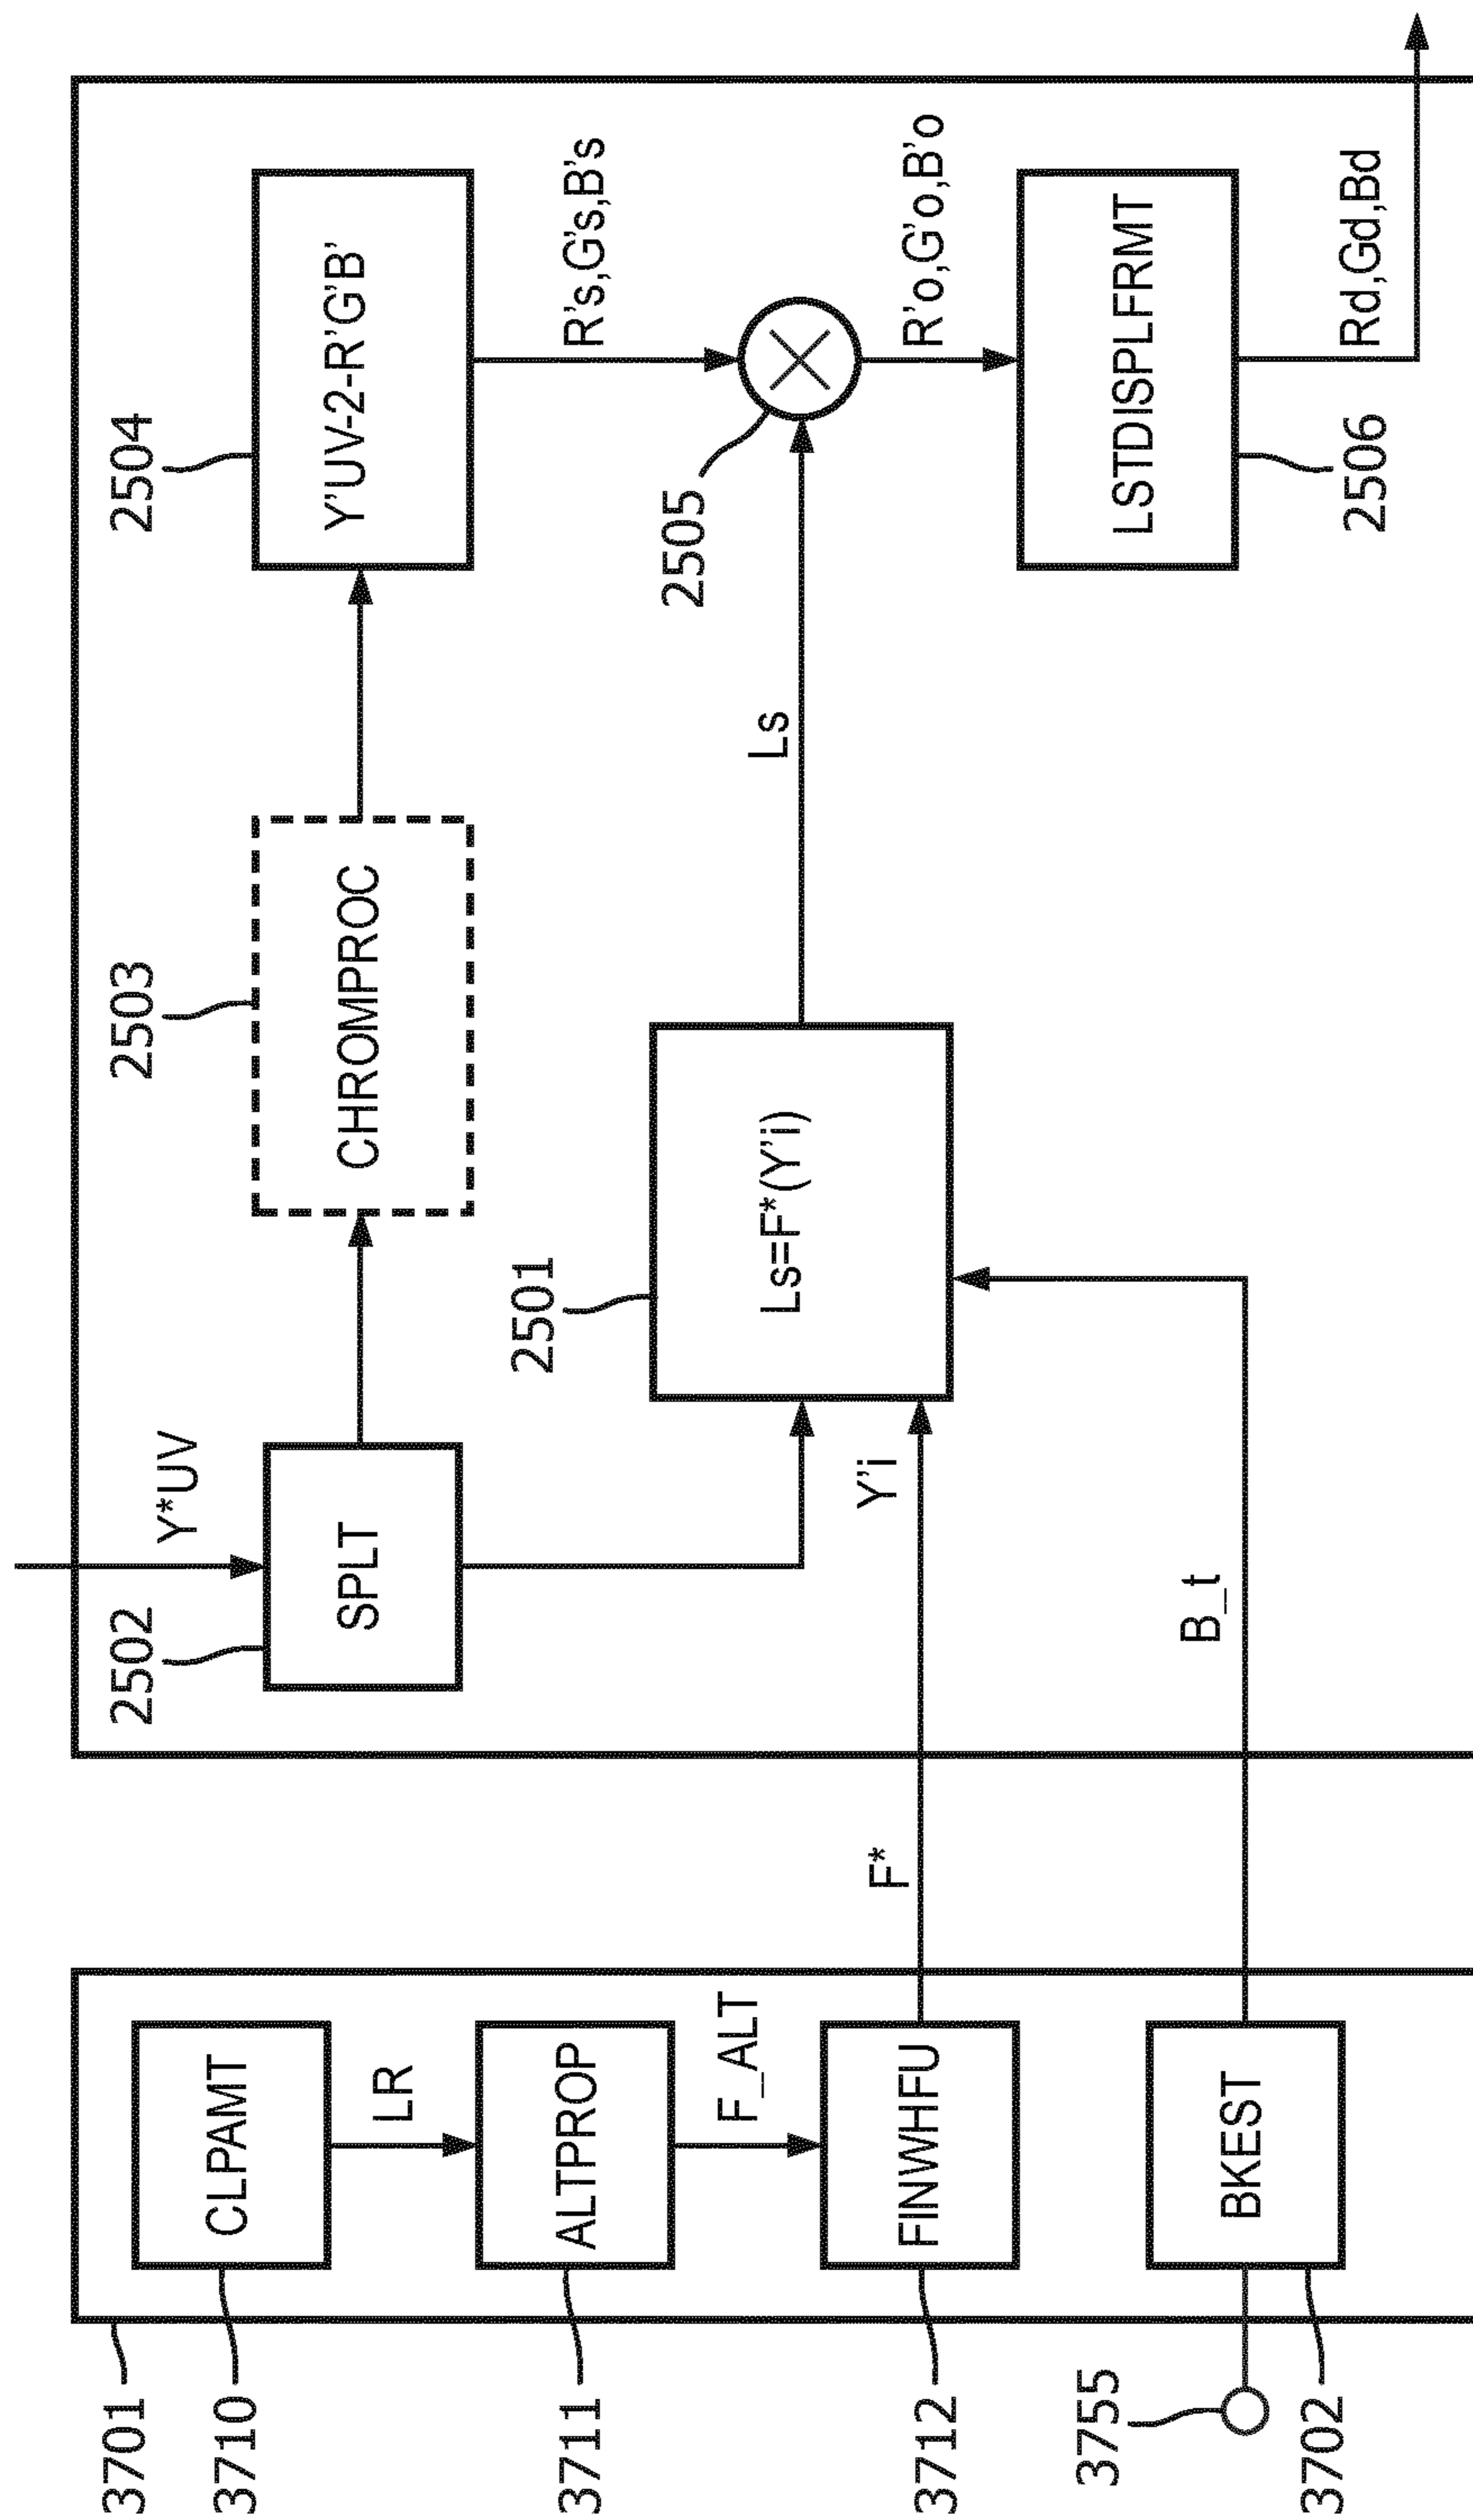 3701
3710
CLPAMT
LR
3711
ALTPROP
F_ALT
3712
FINWHFU
3755
3702
BKEST
F*
B_t
2502
Y*UV
SPLT
2503
CHROMPROC
2504
Y'UV-2-R'G'B'
2501
Y'i
Ls=F*(Y'i)
Ls
R's,G's,B's
2505
R'o,G'o,B'o
LSTDISPLFRMT
2506
Rd,Gd,Bd